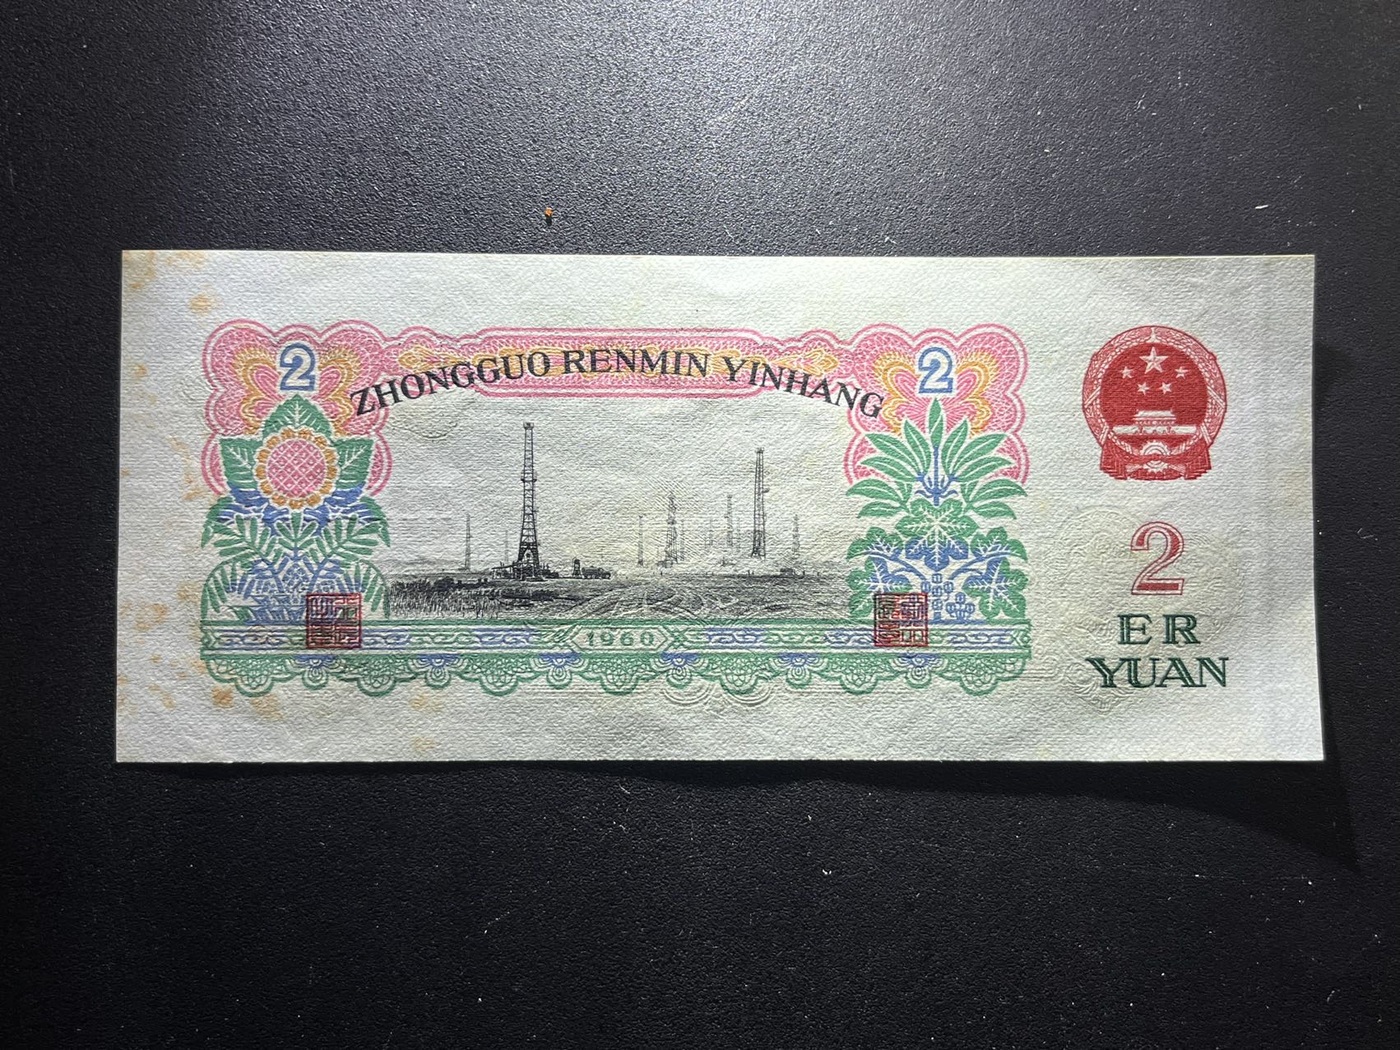 2
ZHONGGUO RENMIN YINHANG
2
1960
2
ER
YUAN